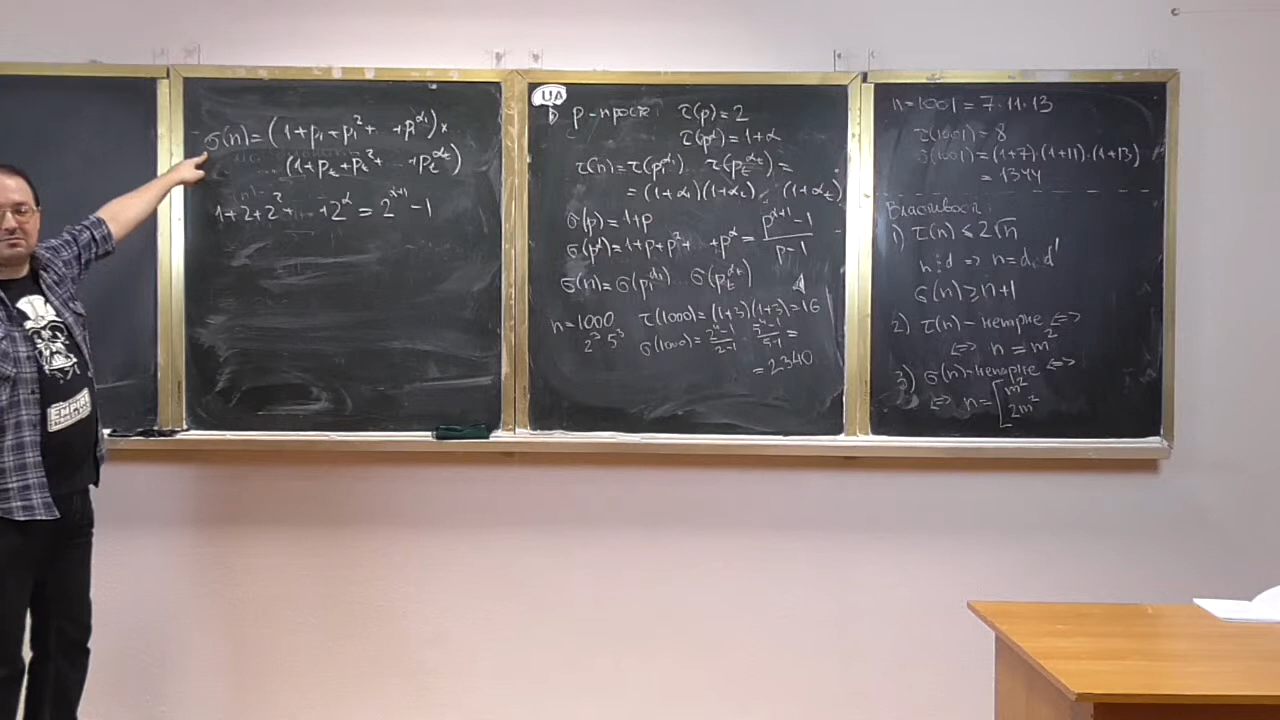 σ(n) = (1+p₁+p₁²+ ... +p₁^α₁)×
(1+p_t+p_t²+ ... +p_t^α_t)
1+2+2²+ ... +2^α = 2^(α+1) - 1
UA
p - просте: τ(p) = 2
τ(p^α) = 1+α
τ(n) = τ(p₁^α₁) ... τ(p_t^α_t) =
= (1+α₁)(1+α₂) ... (1+α_t)
σ(p) = 1+p
σ(p^α) = 1+p+p²+ ... +p^α = (p^(α+1) - 1)/(p-1)
σ(n) = σ(p₁^α₁) ... σ(p_t^α_t)
n=1000 τ(1000) = (1+3)(1+3) = 16
2³ 5³ σ(1000) = (2⁴-1)/(2-1) · (5⁴-1)/(5-1) =
= 2340
n=1001 = 7·11·13
τ(1001) = 8
σ(1001) = (1+7)·(1+11)·(1+13)
= 1344
Властивості
1) τ(n) ≤ 2√n
n⋮d ⇒ n=d·d'
σ(n) ≥ n+1
2) τ(n) - непарне ⇔
⇔ n = m²
3) σ(n) - непарне ⇔
⇔ n = [ m²
2m²
EMPIRE